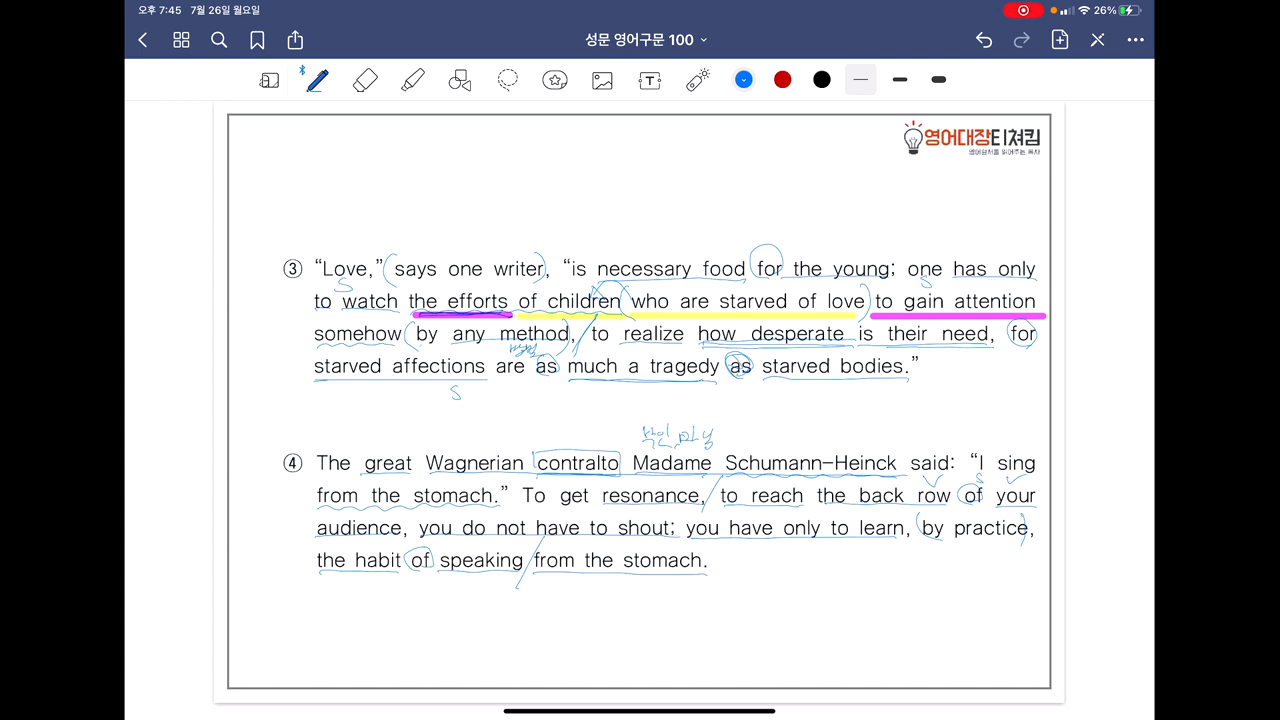 오후 7:45 7월 26일 월요일
26%
성문 영어구문 100
T
영어대장티쳐킴
③ “Love,” says one writer, “is necessary food for the young; one has only
S S
to watch the efforts of children who are starved of love to gain attention
somehow by any method, to realize how desperate is their need, for
방법
starved affections are as much a tragedy as starved bodies.”
S
④ The great Wagnerian contralto Madame Schumann-Heinck said: “I sing
S
from the stomach.” To get resonance, to reach the back row of your
audience, you do not have to shout; you have only to learn, by practice,
the habit of speaking from the stomach.